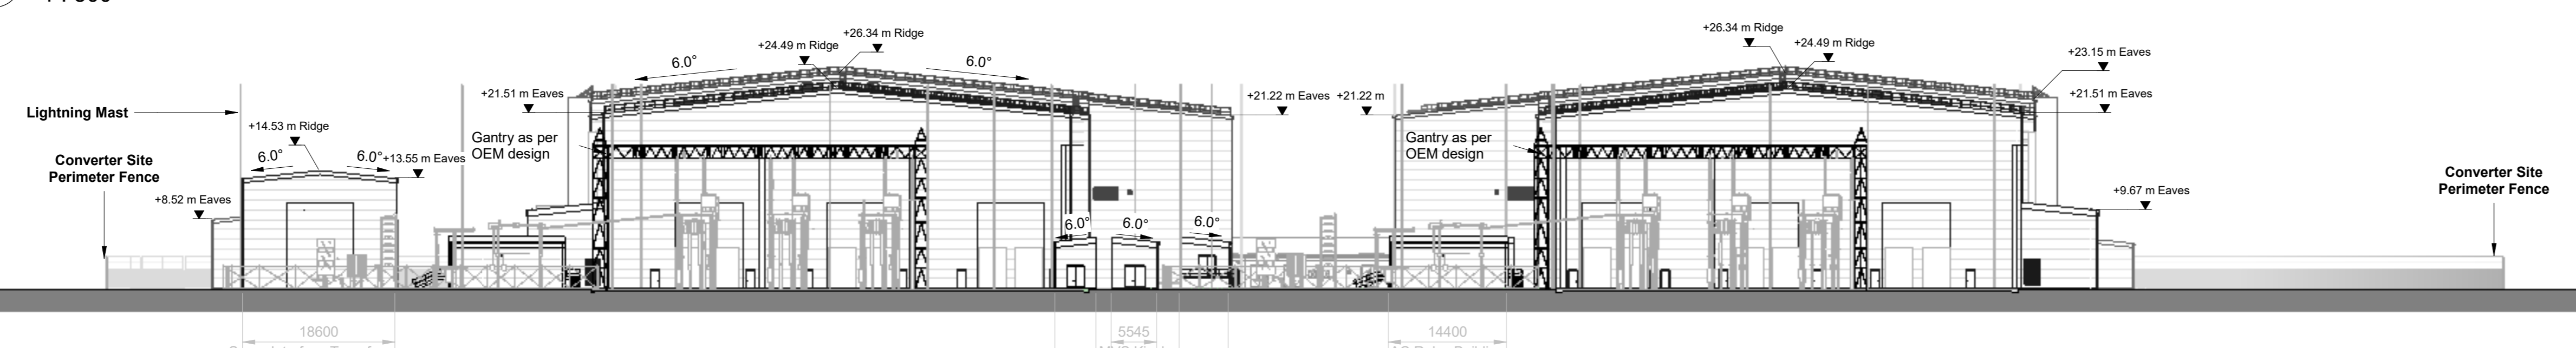 +26.34 m Ridge
+26.34 m Ridge
+24.49 m Ridge
+24.49 m Ridge
+23.15 m Eaves
6.0°
6.0°
+21.51 m Eaves
+21.22 m Eaves
+21.22 m
+21.51 m Eaves
Lightning Mast
+14.53 m Ridge
Gantry as per
OEM design
Gantry as per
OEM design
6.0°
6.0°
+13.55 m Eaves
Converter Site
Perimeter Fence
Converter Site
Perimeter Fence
+8.52 m Eaves
+9.67 m Eaves
6.0°
6.0°
6.0°
18600
5545
14400